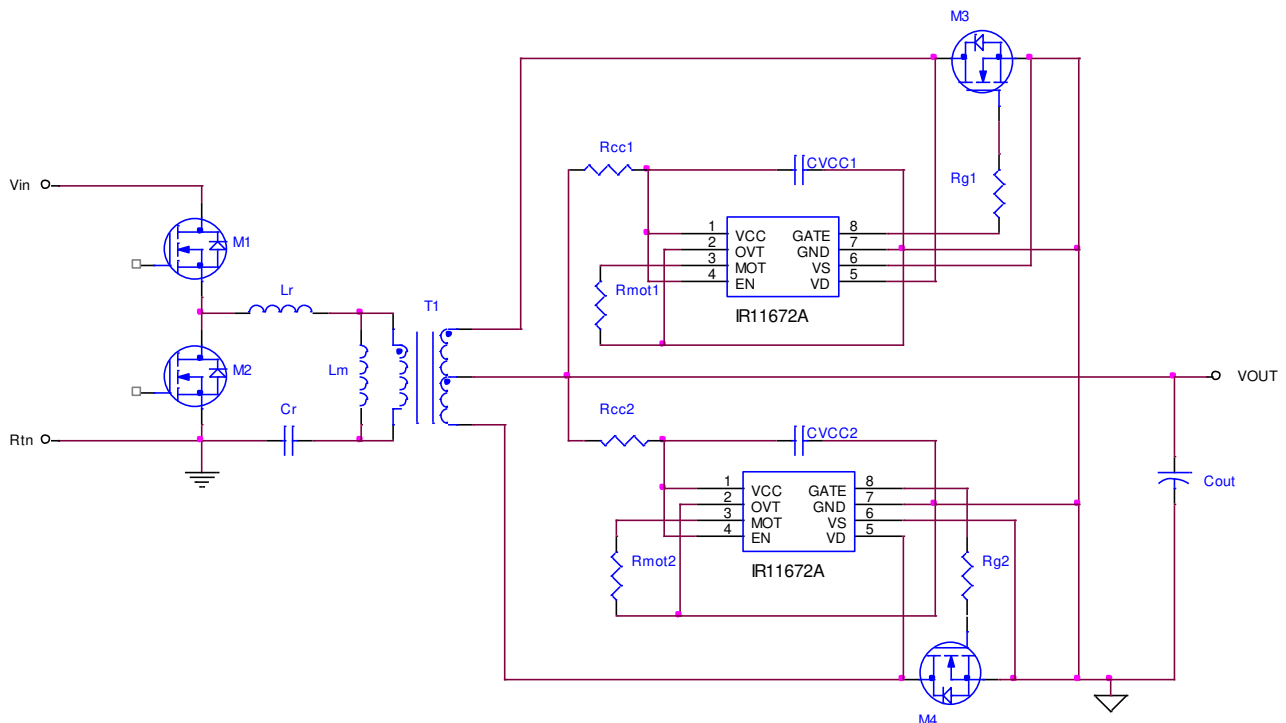 M3
Rcc1
CVCC1
Rg1
Vin
M1
1 VCC GATE 8
2 OVT GND 7
3 MOT VS 6
4 EN VD 5
Lr
Rmot1
T1
IR11672A
M2
Lm
VOUT
Rcc2
Cr
CVCC2
Rtn
1 VCC GATE 8
2 OVT GND 7
3 MOT VS 6
4 EN VD 5
Cout
Rmot2
Rg2
IR11672A
M4